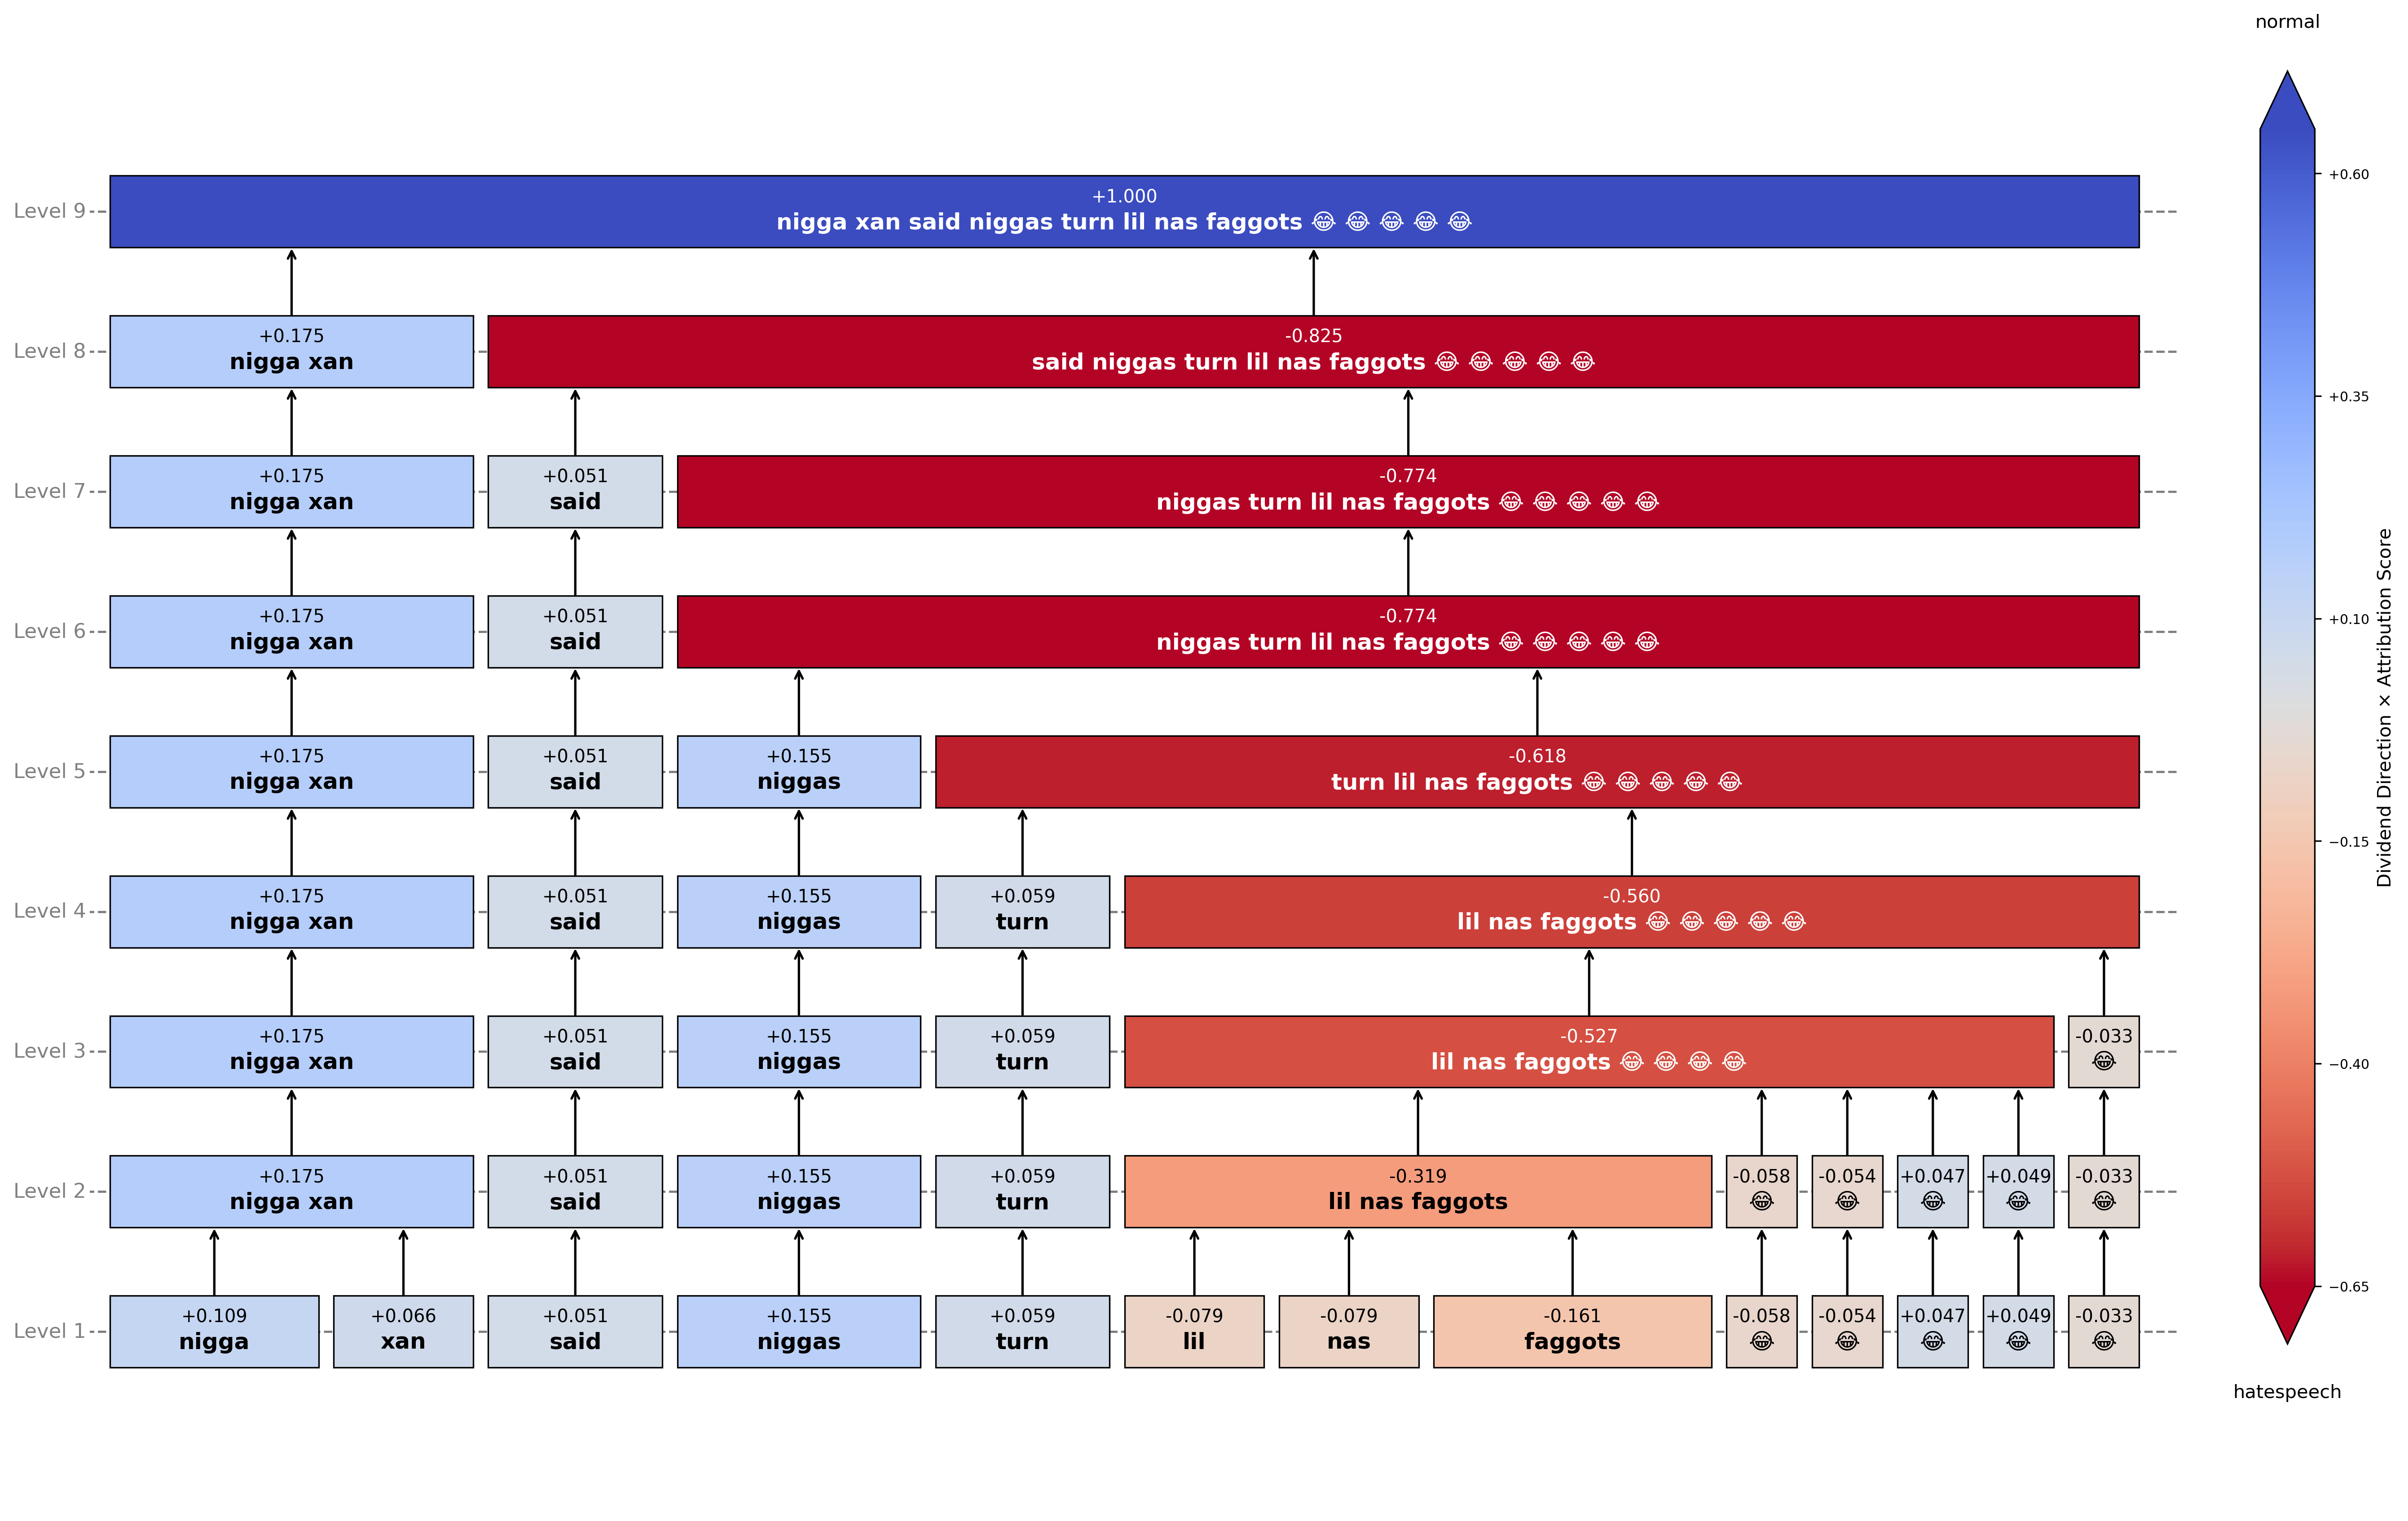 normal
Level 9
+1.000
nigga xan said niggas turn lil nas faggots 😂 😂 😂 😂 😂
Level 8
+0.175
nigga xan
-0.825
said niggas turn lil nas faggots 😂 😂 😂 😂 😂
Level 7
+0.175
nigga xan
+0.051
said
-0.774
niggas turn lil nas faggots 😂 😂 😂 😂 😂
Level 6
+0.175
nigga xan
+0.051
said
-0.774
niggas turn lil nas faggots 😂 😂 😂 😂 😂
Level 5
+0.175
nigga xan
+0.051
said
+0.155
niggas
-0.618
turn lil nas faggots 😂 😂 😂 😂 😂
Level 4
+0.175
nigga xan
+0.051
said
+0.155
niggas
+0.059
turn
-0.560
lil nas faggots 😂 😂 😂 😂 😂
Level 3
+0.175
nigga xan
+0.051
said
+0.155
niggas
+0.059
turn
-0.527
lil nas faggots 😂 😂 😂 😂
-0.033
😂
Level 2
+0.175
nigga xan
+0.051
said
+0.155
niggas
+0.059
turn
-0.319
lil nas faggots
-0.058
😂
-0.054
😂
+0.047
😂
+0.049
😂
-0.033
😂
Level 1
+0.109
nigga
+0.066
xan
+0.051
said
+0.155
niggas
+0.059
turn
-0.079
lil
-0.079
nas
-0.161
faggots
-0.058
😂
-0.054
😂
+0.047
😂
+0.049
😂
-0.033
😂
+0.60
+0.35
+0.10
−0.15
−0.40
−0.65
Dividend Direction × Attribution Score
hatespeech